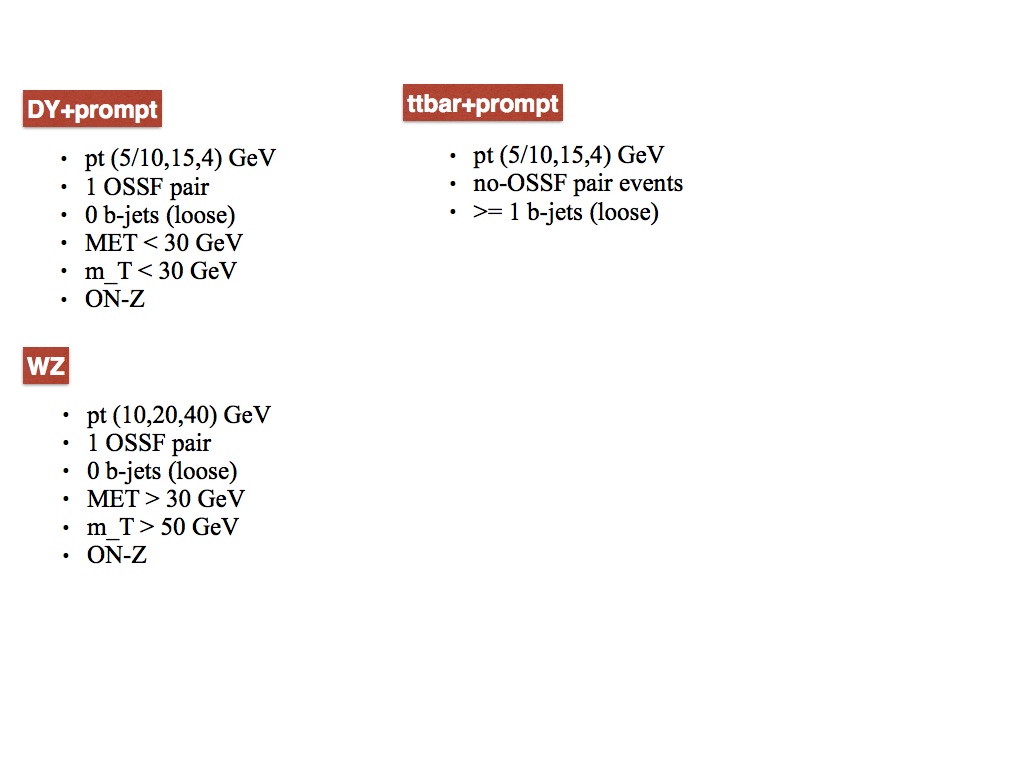 DY+prompt
• pt (5/10,15,4) GeV
• 1 OSSF pair
• 0 b-jets (loose)
• MET < 30 GeV
• m_T < 30 GeV
• ON-Z
WZ
• pt (10,20,40) GeV
• 1 OSSF pair
• 0 b-jets (loose)
• MET > 30 GeV
• m_T > 50 GeV
• ON-Z
ttbar+prompt
• pt (5/10,15,4) GeV
• no-OSSF pair events
• >= 1 b-jets (loose)